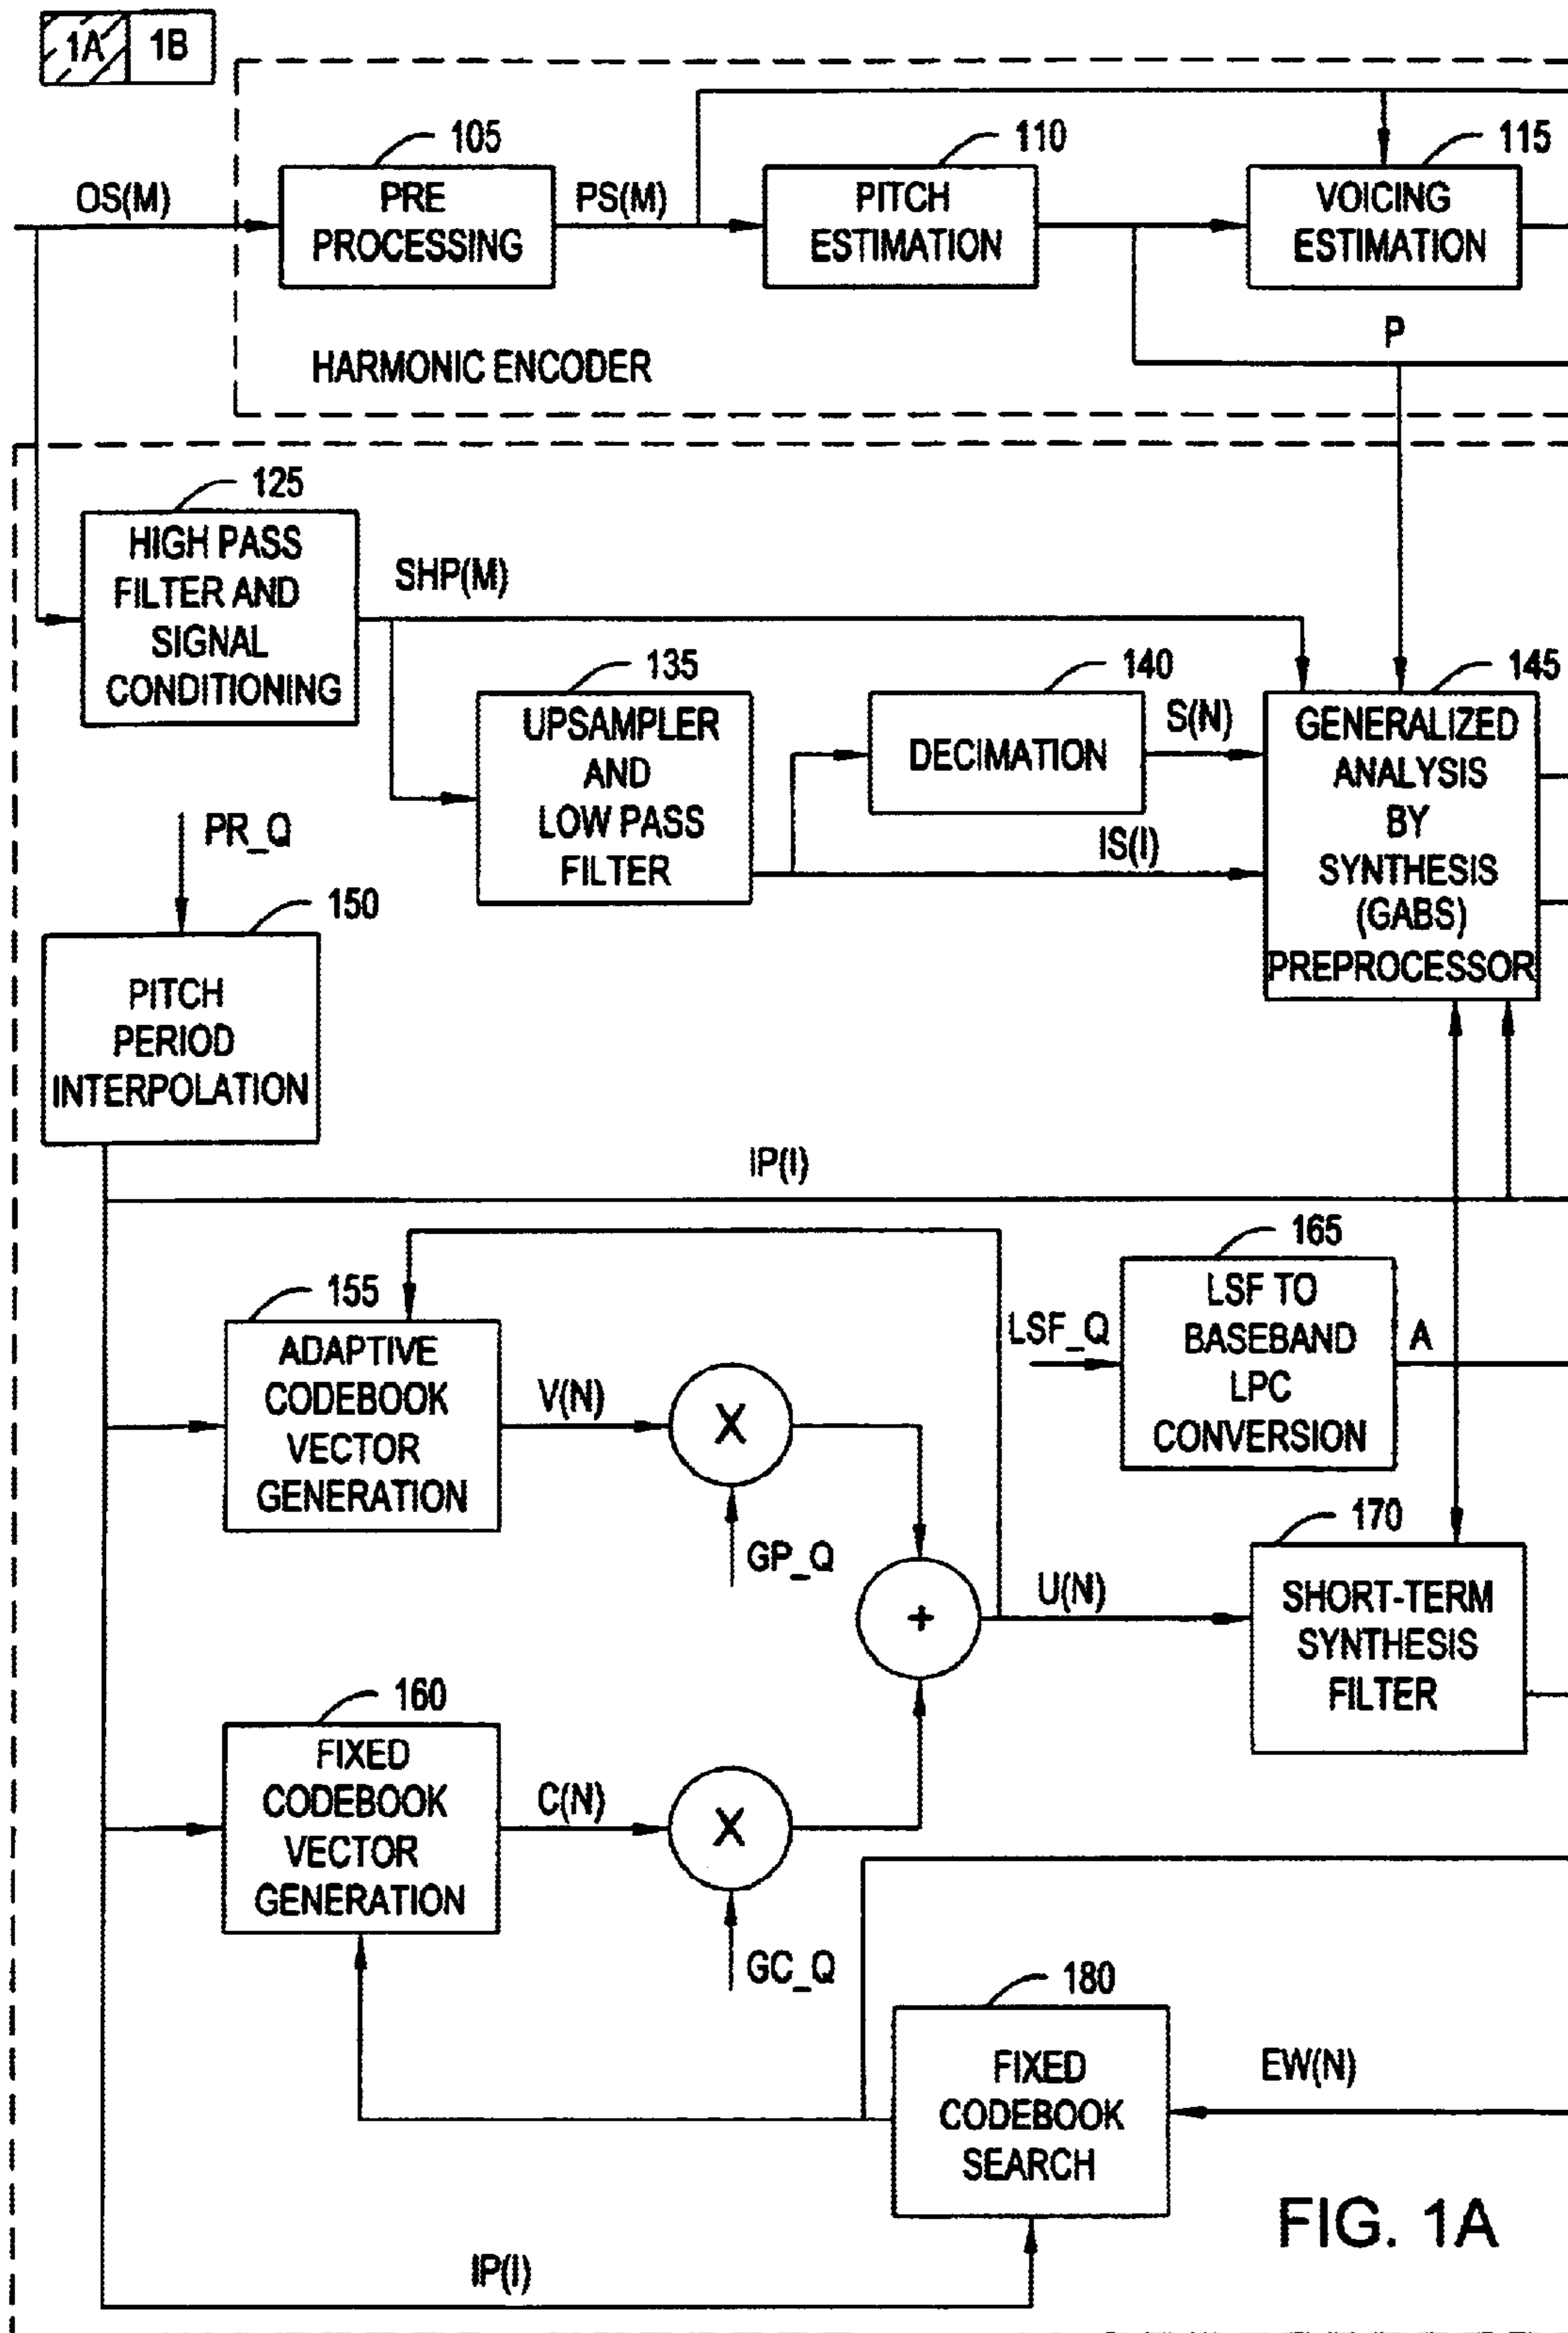 1A 1B
105
110
115
OS(M)
PRE
PROCESSING
PS(M)
PITCH
ESTIMATION
VOICING
ESTIMATION
P
HARMONIC ENCODER
125
HIGH PASS
FILTER AND
SIGNAL
CONDITIONING
SHP(M)
135
UPSAMPLER
AND
LOW PASS
FILTER
140
DECIMATION
S(N)
IS(I)
145
GENERALIZED
ANALYSIS
BY
SYNTHESIS
(GABS)
PREPROCESSOR
PR_Q
150
PITCH
PERIOD
INTERPOLATION
IP(I)
155
ADAPTIVE
CODEBOOK
VECTOR
GENERATION
V(N)
X
GP_Q
165
LSF_Q
LSF TO
BASEBAND
LPC
CONVERSION
A
+
U(N)
170
SHORT-TERM
SYNTHESIS
FILTER
160
FIXED
CODEBOOK
VECTOR
GENERATION
C(N)
X
GC_Q
180
FIXED
CODEBOOK
SEARCH
EW(N)
IP(I)
FIG. 1A